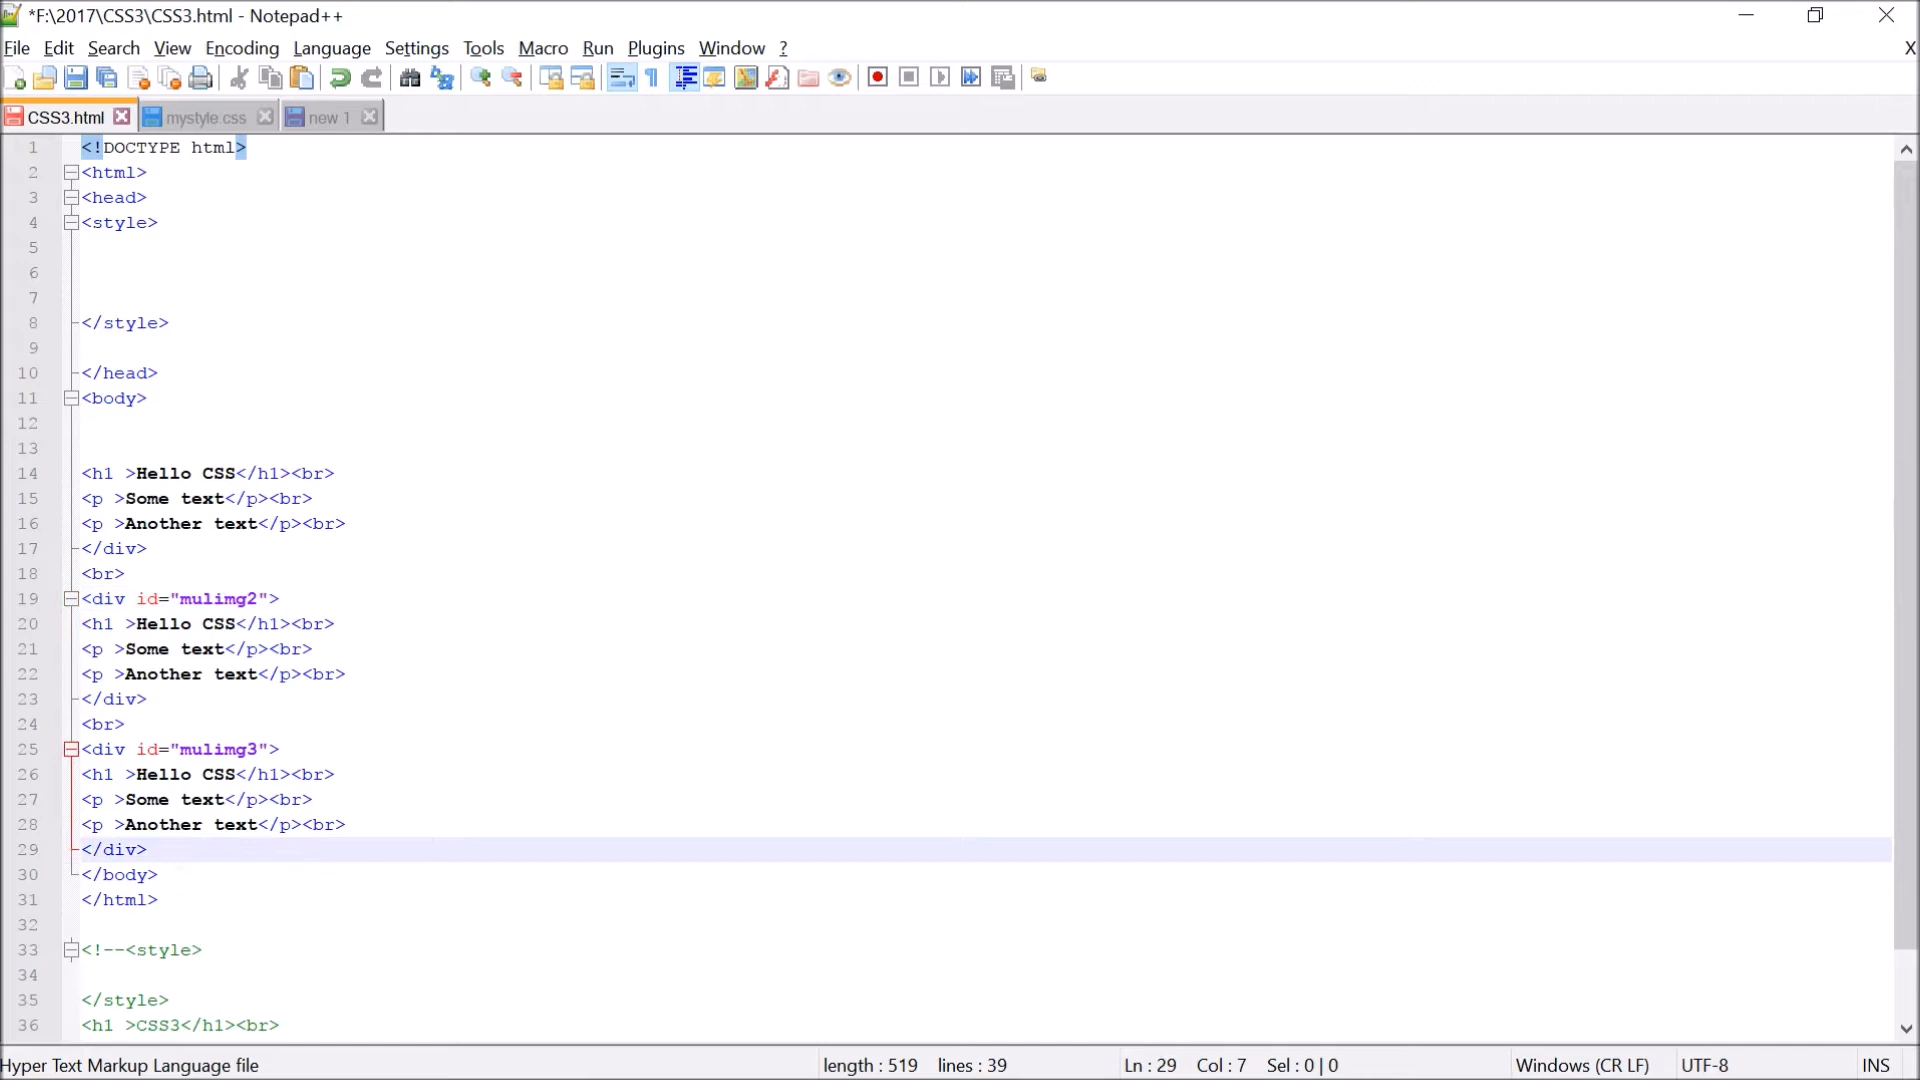 *F:\2017\CSS3\CSS3.html - Notepad++
File Edit Search View Encoding Language Settings Tools Macro Run Plugins Window ? X
CSS3.html mystyle.css new 1
1 <!DOCTYPE html>
2 <html>
3 <head>
4 <style>
5
6
7
8 </style>
9
10 </head>
11 <body>
12
13
14 <h1 >Hello CSS</h1><br>
15 <p >Some text</p><br>
16 <p >Another text</p><br>
17 </div>
18 <br>
19 <div id="mulimg2">
20 <h1 >Hello CSS</h1><br>
21 <p >Some text</p><br>
22 <p >Another text</p><br>
23 </div>
24 <br>
25 <div id="mulimg3">
26 <h1 >Hello CSS</h1><br>
27 <p >Some text</p><br>
28 <p >Another text</p><br>
29 </div>
30 </body>
31 </html>
32
33 <!--<style>
34
35 </style>
36 <h1 >CSS3</h1><br>
Hyper Text Markup Language file length : 519 lines : 39 Ln : 29 Col : 7 Sel : 0 | 0 Windows (CR LF) UTF-8 INS